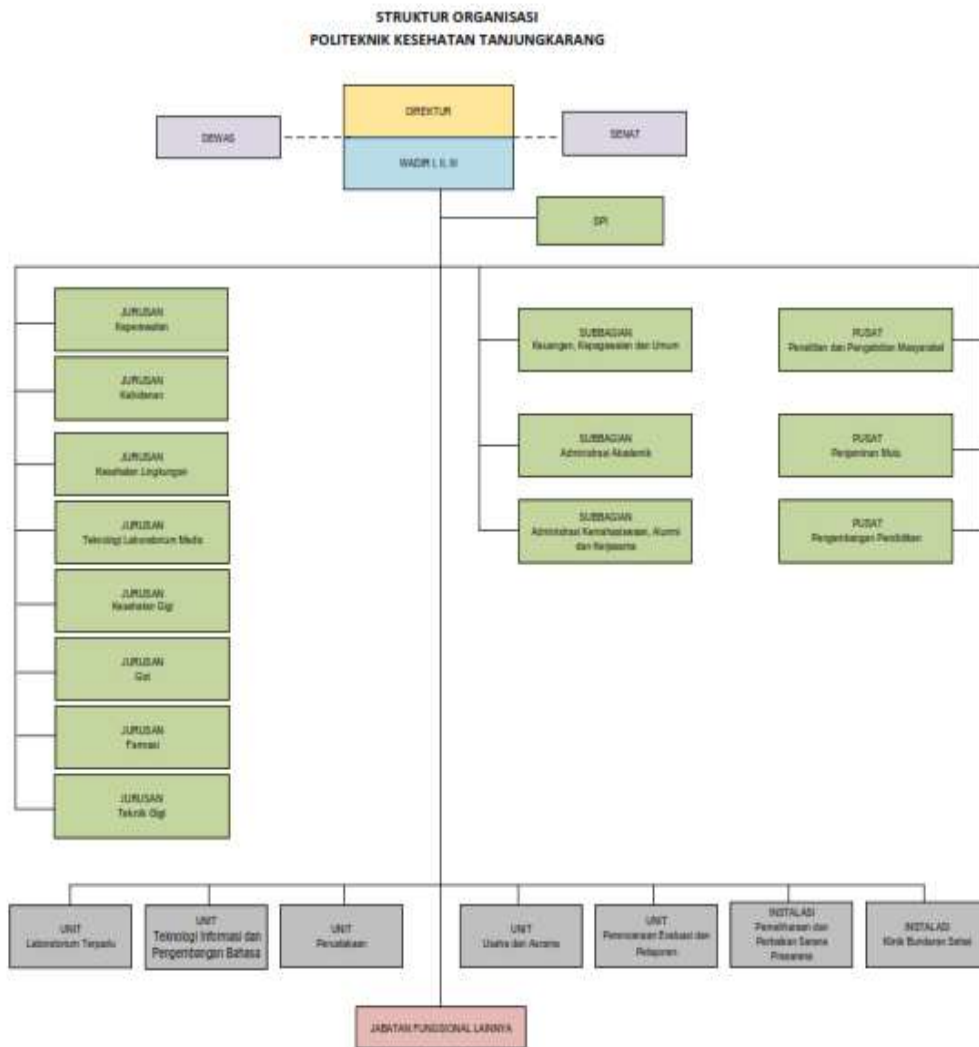 STRUKTUR ORGANISASI
POLITEKNIK KESEHATAN TANJUNGKARANG
DIREKTUR
DEWAS
SENAT
WADIR I, II, III
SPI
JURUSAN
Keperawatan
JURUSAN
Kebidanan
JURUSAN
Kesehatan Lingkungan
JURUSAN
Teknologi Laboratorium Medis
JURUSAN
Kesehatan Gigi
JURUSAN
Gizi
JURUSAN
Farmasi
JURUSAN
Teknik Gigi
SUBBAGIAN
Keuangan, Kepegawaian dan Umum
SUBBAGIAN
Administrasi Akademik
SUBBAGIAN
Administrasi Kemahasiswaan, Alumni
dan Kerjasama
PUSAT
Penelitian dan Pengabdian Masyarakat
PUSAT
Penjaminan Mutu
PUSAT
Pengembangan Pendidikan
UNIT
Laboratorium Terpadu
UNIT
Teknologi Informasi dan
Pengembangan Bahasa
UNIT
Perpustakaan
UNIT
Usaha dan Asrama
UNIT
Perencanaan Evaluasi dan
Pelaporan
INSTALASI
Pemeliharaan dan
Perbaikan Sarana
Prasarana
INSTALASI
Klinik Bundaran Sehat
JABATAN FUNGSIONAL LAINNYA